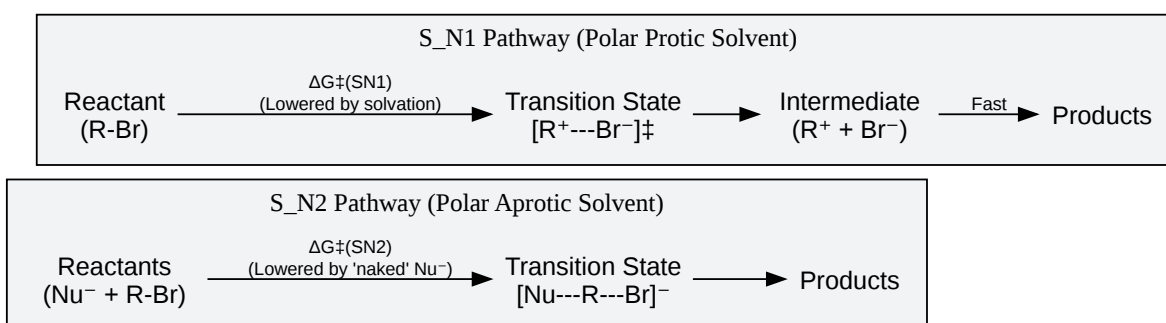 S_N1 Pathway (Polar Protic Solvent)
ΔG‡(SN1)
(Lowered by solvation)
Reactant
(R-Br)
Transition State
[R⁺---Br⁻]‡
Intermediate
(R⁺ + Br⁻)
Fast
Products
S_N2 Pathway (Polar Aprotic Solvent)
ΔG‡(SN2)
(Lowered by 'naked' Nu⁻)
Reactants
(Nu⁻ + R-Br)
Transition State
[Nu---R---Br]⁻
Products